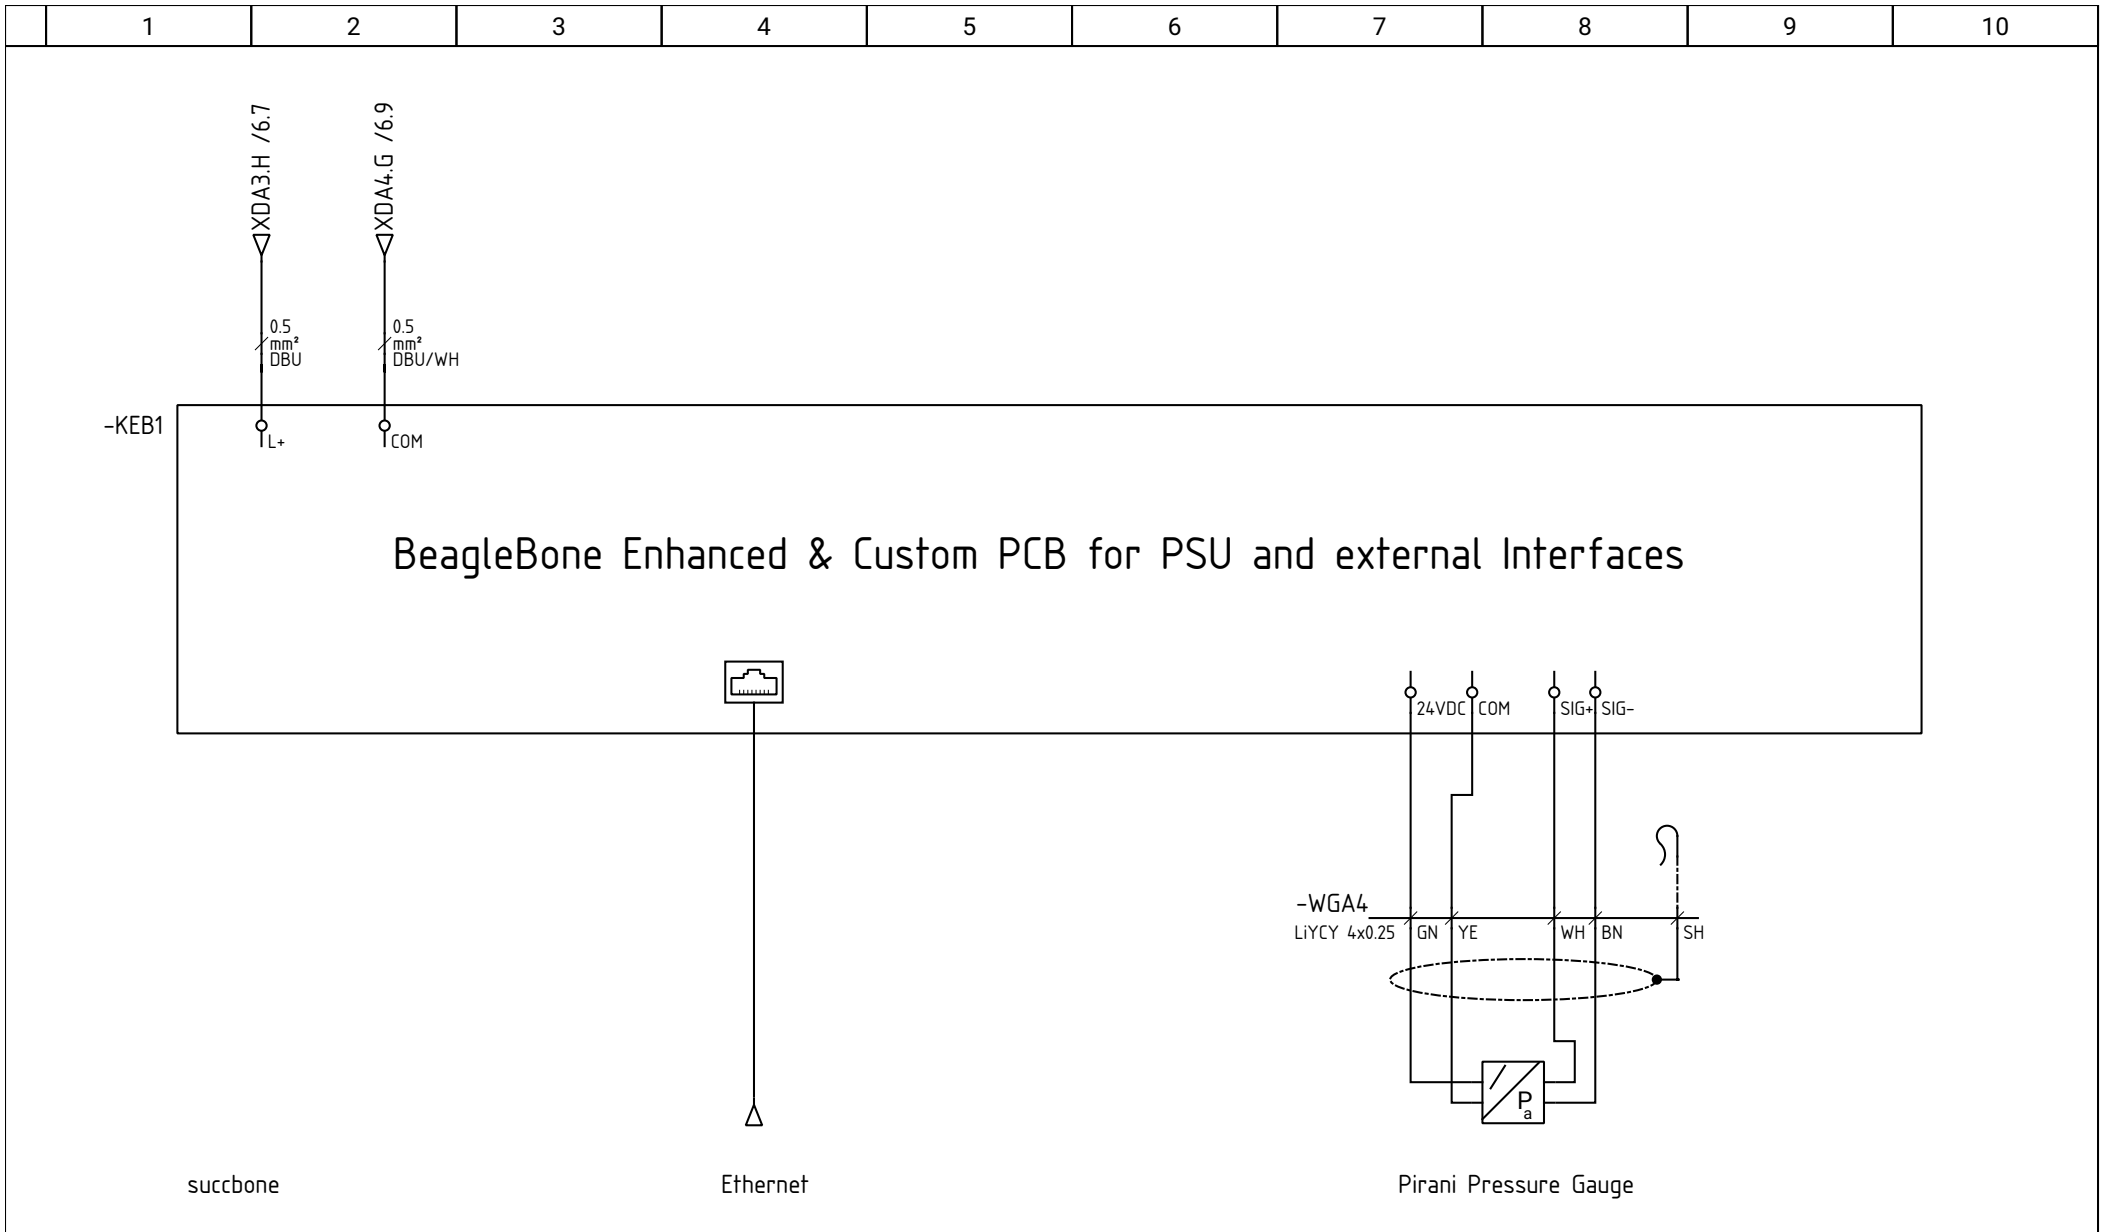 1 2 3 4 5 6 7 8 9 10
XDA3.H /6.7
XDA4.G /6.9
0.5
mm²
DBU
0.5
mm²
DBU/WH
-KEB1
L+
COM
BeagleBone Enhanced & Custom PCB for PSU and external Interfaces
24VDC
COM
SIG+
SIG-
-WGA4
LiYCY 4x0.25
GN
YE
WH
BN
SH
P
a
succbone
Ethernet
Pirani Pressure Gauge